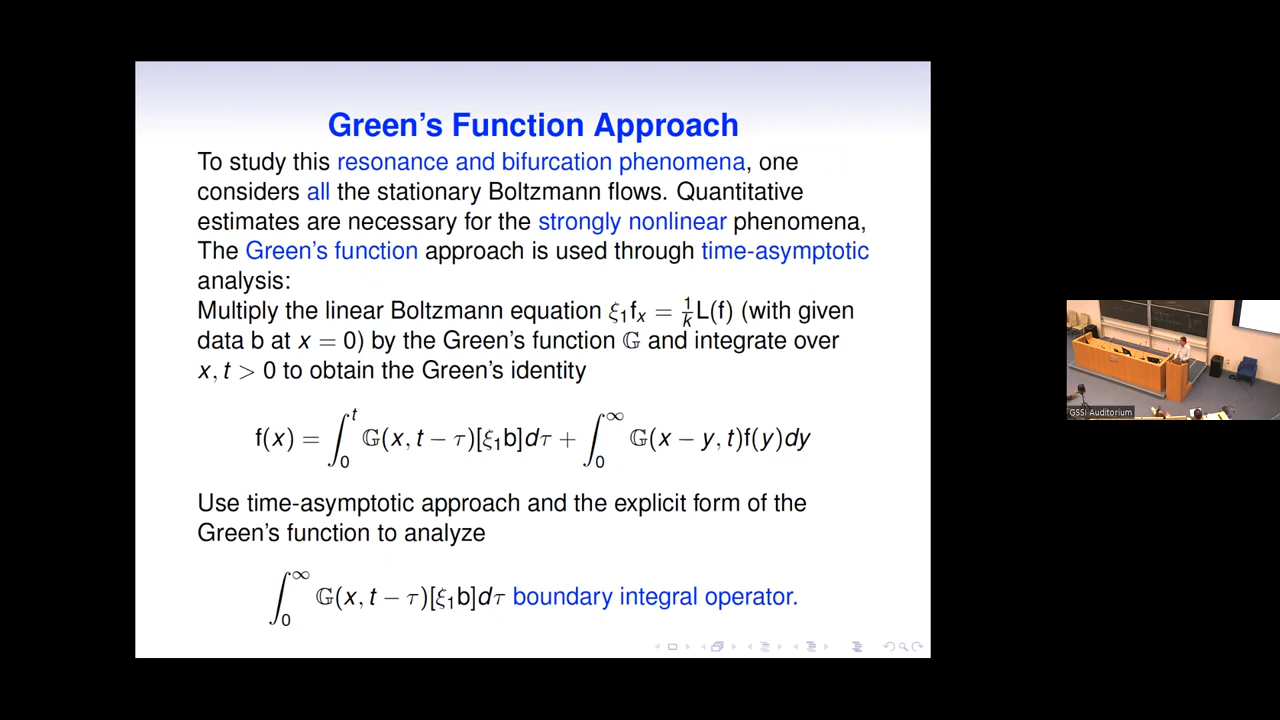 Green's Function Approach
To study this resonance and bifurcation phenomena, one
considers all the stationary Boltzmann flows. Quantitative
estimates are necessary for the strongly nonlinear phenomena,
The Green's function approach is used through time-asymptotic
analysis:
Multiply the linear Boltzmann equation ξ₁fₓ = 1/k L(f) (with given
data b at x = 0) by the Green's function 𝔾 and integrate over
x, t > 0 to obtain the Green's identity
f(x) = ∫₀ᵗ 𝔾(x, t − τ)[ξ₁b]dτ + ∫₀^∞ 𝔾(x − y, t)f(y)dy
Use time-asymptotic approach and the explicit form of the
Green's function to analyze
∫₀^∞ 𝔾(x, t − τ)[ξ₁b]dτ boundary integral operator.
GSSI Auditorium